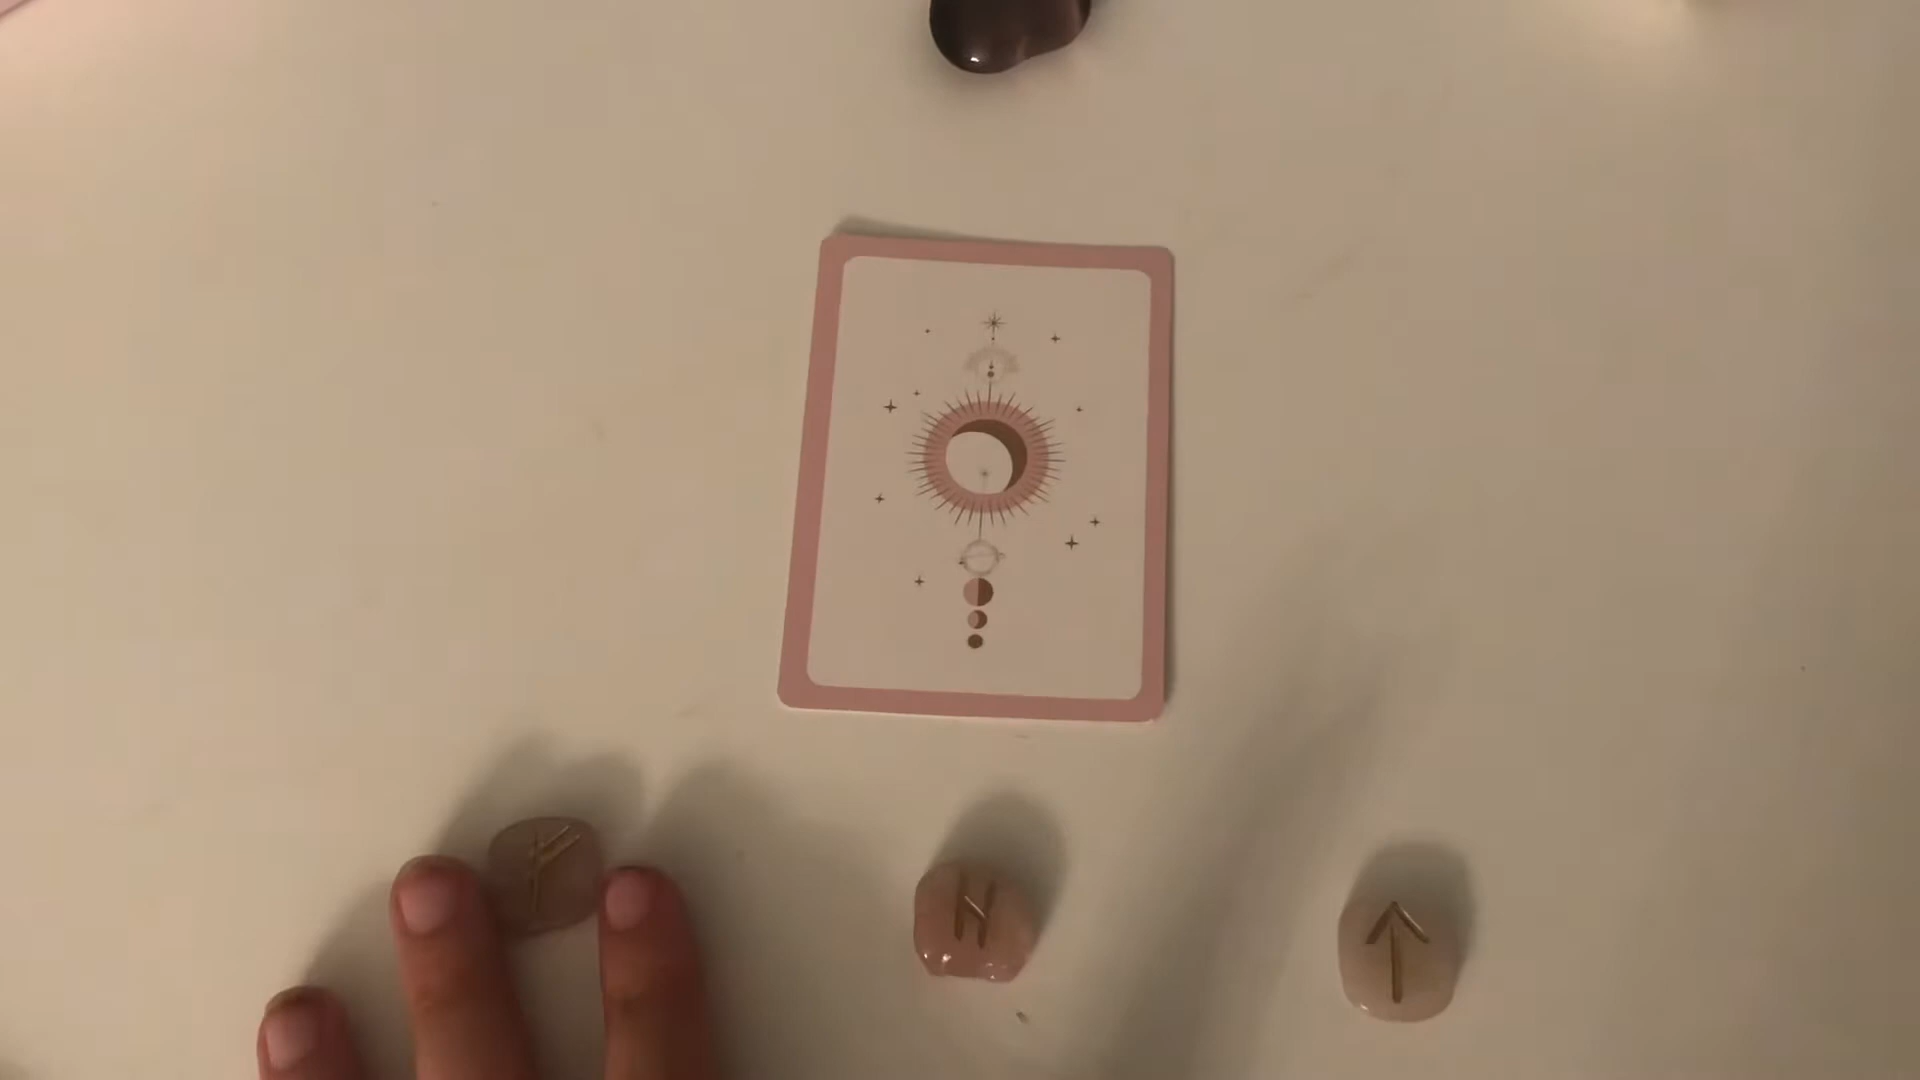 ᚠ ᚺ ᛏ